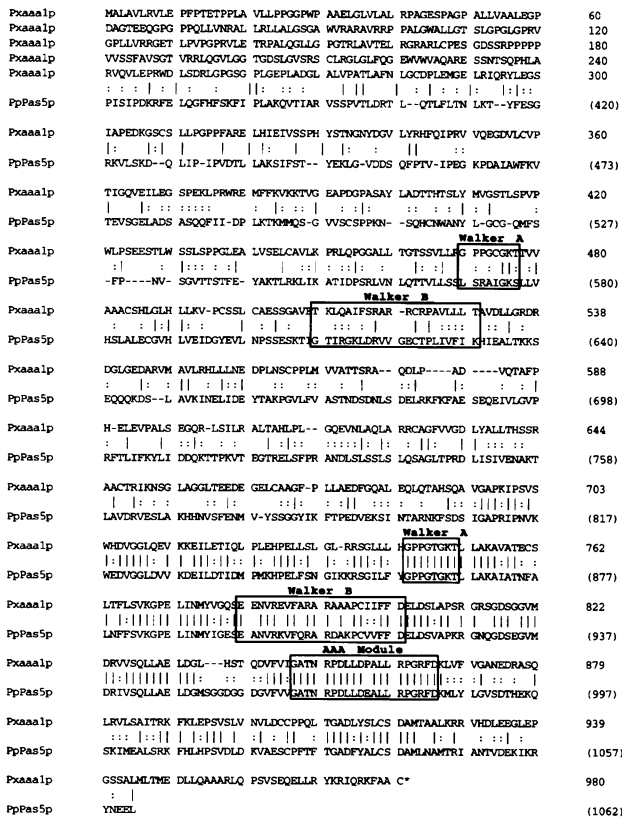 Pxaaa1p MALAVLRVLE PFPTETPPLA VLLPPGGPWP AAELGLVLAL RPAGESPAGP ALLVAALEGP 60
Pxaaa1p DAGTEEQGPG PPQLLVNRAL LRLLALGSGA WVRARAVRRP PALGWALLGT SLGPGLGPRV 120
Pxaaa1p PLLVRRGET LPVPGPRVLE TRPALQGLLG PGTRLAVTEL RGRARLCPES GDSSRPPPPP 180
Pxaaa1p VVSSFAVSGT VRRLQGVLGG TGDSLGVSRS CLRGLGLFQG EWVWVAQARE SSNTSQPHLA 240
Pxaaa1p RVQVLEPRWD LSDRLGPGSG PLGEPLADGL ALVPATLAFN LGCDPLEMGE LRIQRYLEGS 300
PpPas5p PISIPDKRFE LQGFHFSKFI PLAKQVTIAR VSSPVTLDRT L--QTLFLTN LKT-YFESG (420)
Pxaaa1p IAPEDKGSCS LLPGPPFARE LHIEIVSSPH YSTNGNYDGV LYRHFQIPRV VQEGDVLCVP 360
PpPas5p RKVLSKD--Q LIP-IPVDTL LAKSIFST-- YEKLG-VDDS QFPTV-IPEG KPDAIAWFKV (473)
Pxaaa1p TIGQVEILEG SPEKLPRWRE MFFKVKKTVG EAPDGPASAY LADTTHTSLY MVGSTLSPVP 420
PpPas5p TEVSGELADS ASQQFII-DP LKTKMMQS-G VVSCSPPKN- SQHCNWANY L-GCG-QMFS (527)
Pxaaa1p WLPSEESTLW SSLSPPGLEA LVSELCAVLK PRLQPGGALL TGTSSVLLRG PPGCGKTTVV 480
Walker A
PpPas5p -FP----NV- SGVTTSTFE- YAKTLRKLIK ATIDPSRLVN LQTTVLLSSL SRAIGKSLLV (580)
Pxaaa1p AAACSHLGLH LLKV-PCSSL CAESSGAVET KLQAIFSRAR -RCRPAVLLL TAVDLLGRDR 538
Walker B
PpPas5p HSLALECGVH LVEIDGYEVL NPSSESKTIG TIRGKLDRVV GECTPLIVFI KHIEALTKKS (640)
Pxaaa1p DGLGEDARVM AVLRHLLLNE DPLNSCPPLM VVATTSRA-- QDLP----AD ----VQTAFP 588
PpPas5p EQQQKDS--L AVKINELIDE YTAKPGVLFV ASTNDSDNLS DELRKFKFAE SEQEIVLGVP (698)
Pxaaa1p H-ELEVPALS EGQR-LSILR ALTAHLPL-- GQEVNLAQLA RRCAGFVVGD LYALLTHSSR 644
PpPas5p RFTLIFKYLI DDQKTTPKVT EGTRELSFPR ANDLSLSSLS LQSAGLTPRD LISIVENAKT (758)
Pxaaa1p AACTRIKNSG LAGGLTEEDE GELCAAGF-P LLAEDFGQAL EQLQTAHSQA VGAPKIPSVS 703
PpPas5p LAVDRVESLA KHHNVSFENM V-YSSGGYIK FTPEDVEKSI NTARNKFSDS IGAPRIPNVK (817)
Pxaaa1p WHDVGGLQEV KKEILETIQL PLEHPELLSL GL-RRSGLLL HGPPGTGKTL LAKAVATECS 762
Walker A
PpPas5p WEDVGGLDVV KDEILDTIDM PMKHPELFSN GIKKRSGILF YGPPGTGKTL LAKAIATNFA (877)
Pxaaa1p LTFLSVKGPE LINMYVGQSE ENVREVFARA RAAAPCIIFF DELDSLAPSR GRSGDSGGVM 822
Walker B
PpPas5p LNFFSVKGPE LINMYIGESE ANVRKVFQRA RDAKPCVVFF DELDSVAPKR GNQGDSEGVM (937)
Pxaaa1p DRVVSQLLAE LDGL---HST QDVFVIGATN RPDLLDPALL RPGRFDKLVF VGANEDRASQ 879
AAA Module
PpPas5p DRIVSQLLAE LDGMSGGDGG DGVFVVGATN RPDLLDEALL RPGRFDKMLY LGVSDTHEKQ (997)
Pxaaa1p LRVLSAITRK FKLEPSVSLV NVLDCCPPQL TGADLYSLCS DAMTAALKRR VHDLEEGLEP 939
PpPas5p SKIMEALSRK FHLHPSVDLD KVAESCPFTF TGADFYALCS DAMLNAMTRI ANTVDEKIKR (1057)
Pxaaa1p GSSALMLTME DLLQAAARLQ PSVSEQELLR YKRIQRKFAA C* 980
PpPas5p YNEEL (1062)